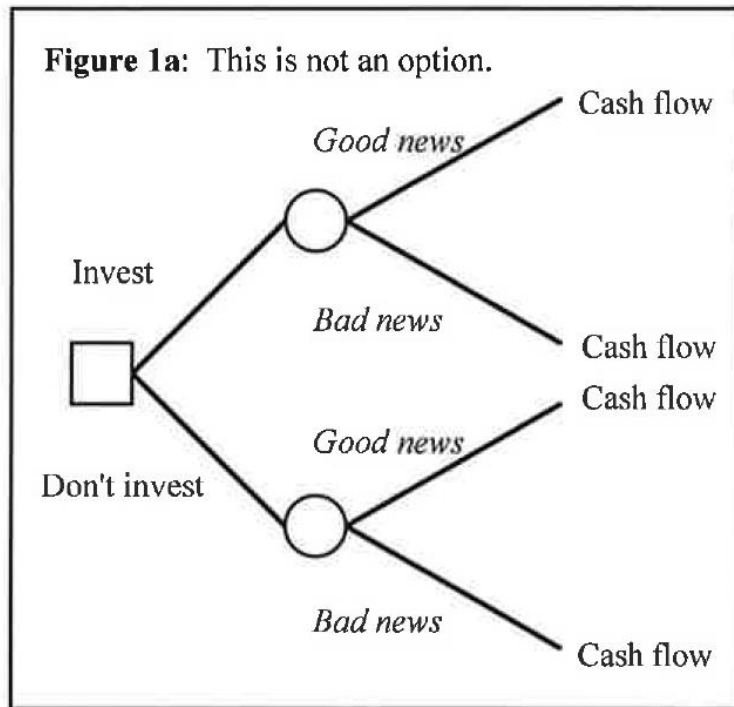 Figure 1a: This is not an option.
Cash flow
Good news
Invest
Bad news
Cash flow
Cash flow
Good news
Don't invest
Bad news
Cash flow